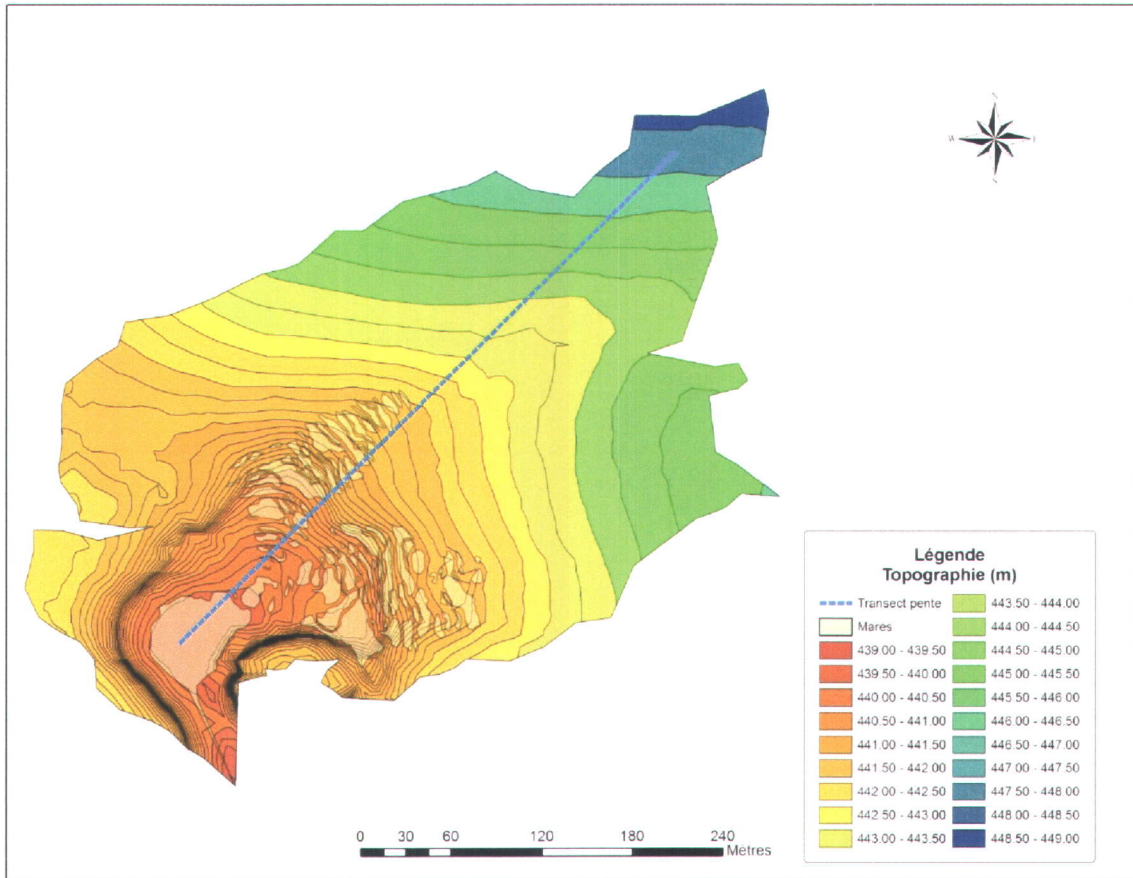 N
W
Légende
Topographie (m)
Transect pente
Mares
439.00 - 439.50
439.50 - 440.00
440.00 - 440.50
440.50 - 441.00
441.00 - 441.50
441.50 - 442.00
442.00 - 442.50
442.50 - 443.00
443.00 - 443.50
443.50 - 444.00
444.00 - 444.50
444.50 - 445.00
445.00 - 445.50
445.50 - 446.00
446.00 - 446.50
446.50 - 447.00
447.00 - 447.50
447.50 - 448.00
448.00 - 448.50
448.50 - 449.00
0 30 60 120 180 240
Metres